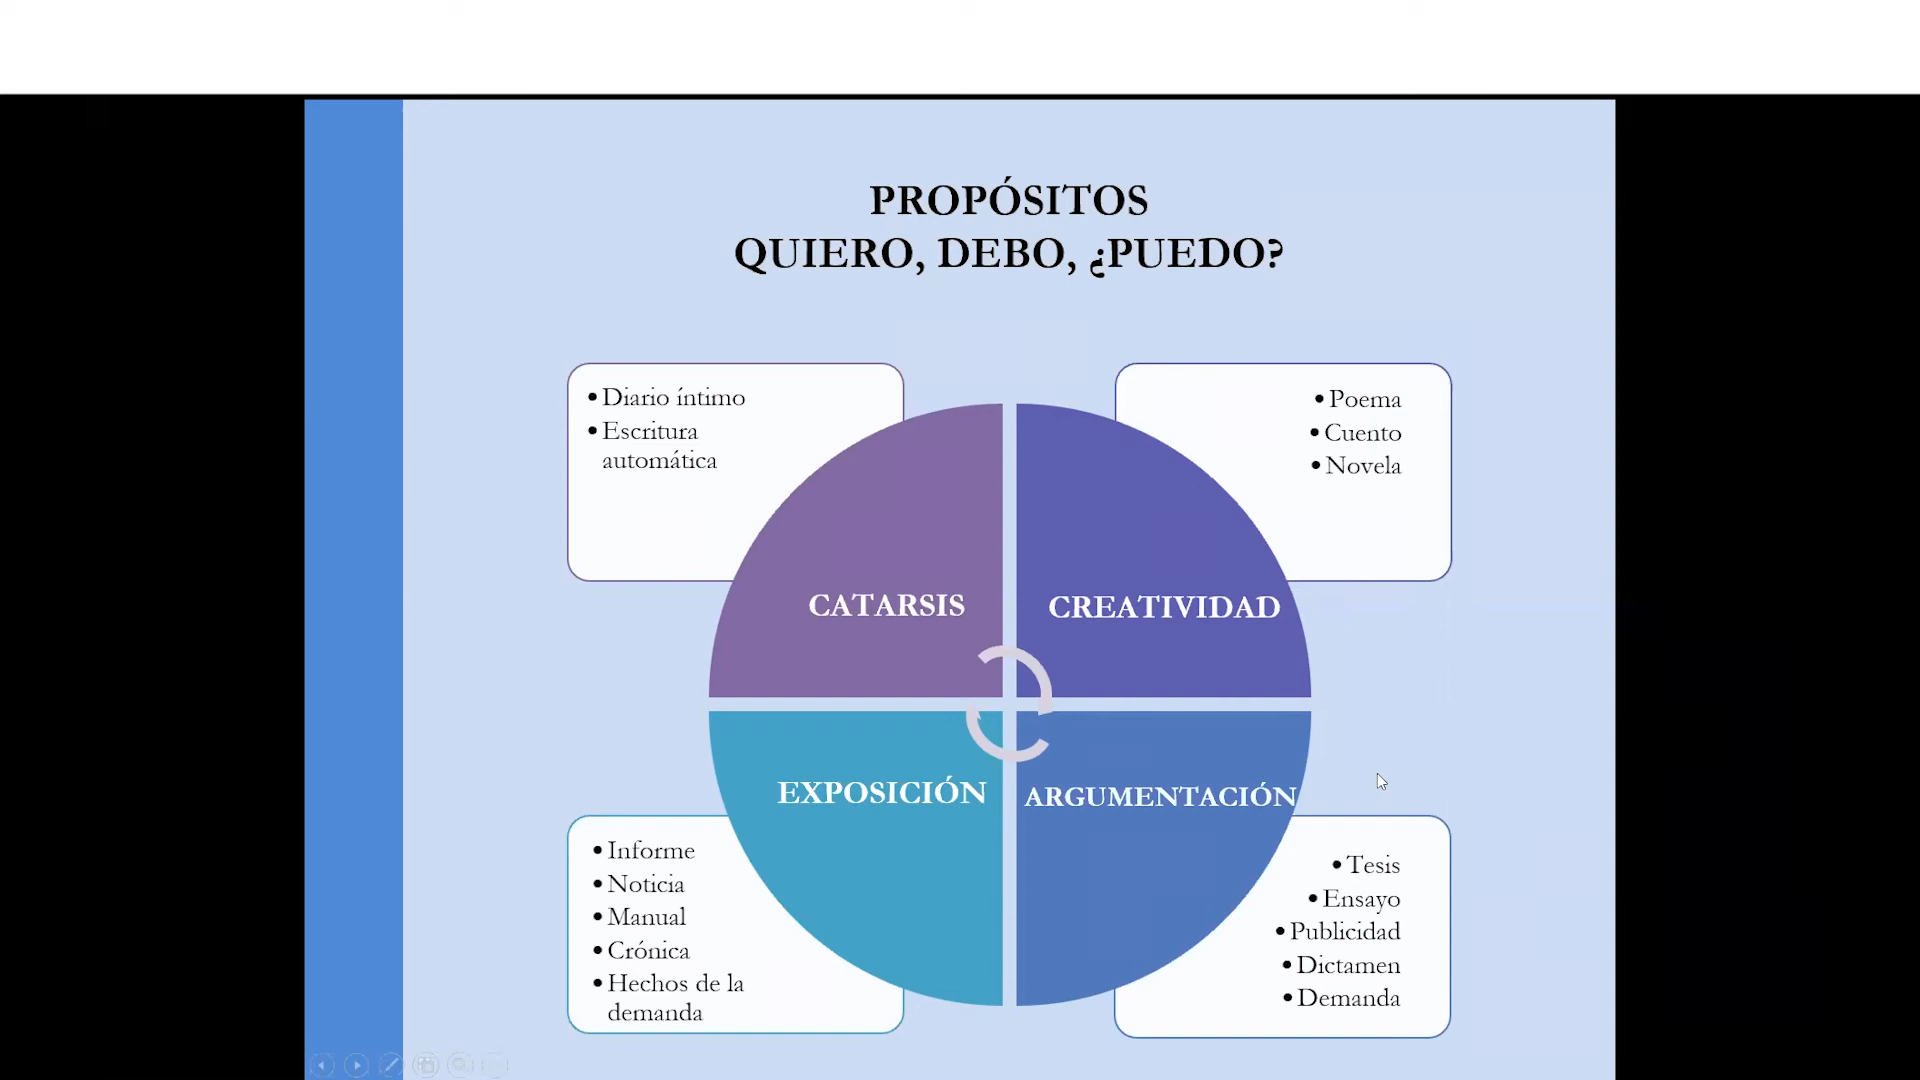 PROPÓSITOS
QUIERO, DEBO, ¿PUEDO?
• Diario íntimo
• Escritura
automática
• Poema
• Cuento
• Novela
CATARSIS
CREATIVIDAD
EXPOSICIÓN
ARGUMENTACIÓN
• Informe
• Noticia
• Manual
• Crónica
• Hechos de la
demanda
• Tesis
• Ensayo
• Publicidad
• Dictamen
• Demanda